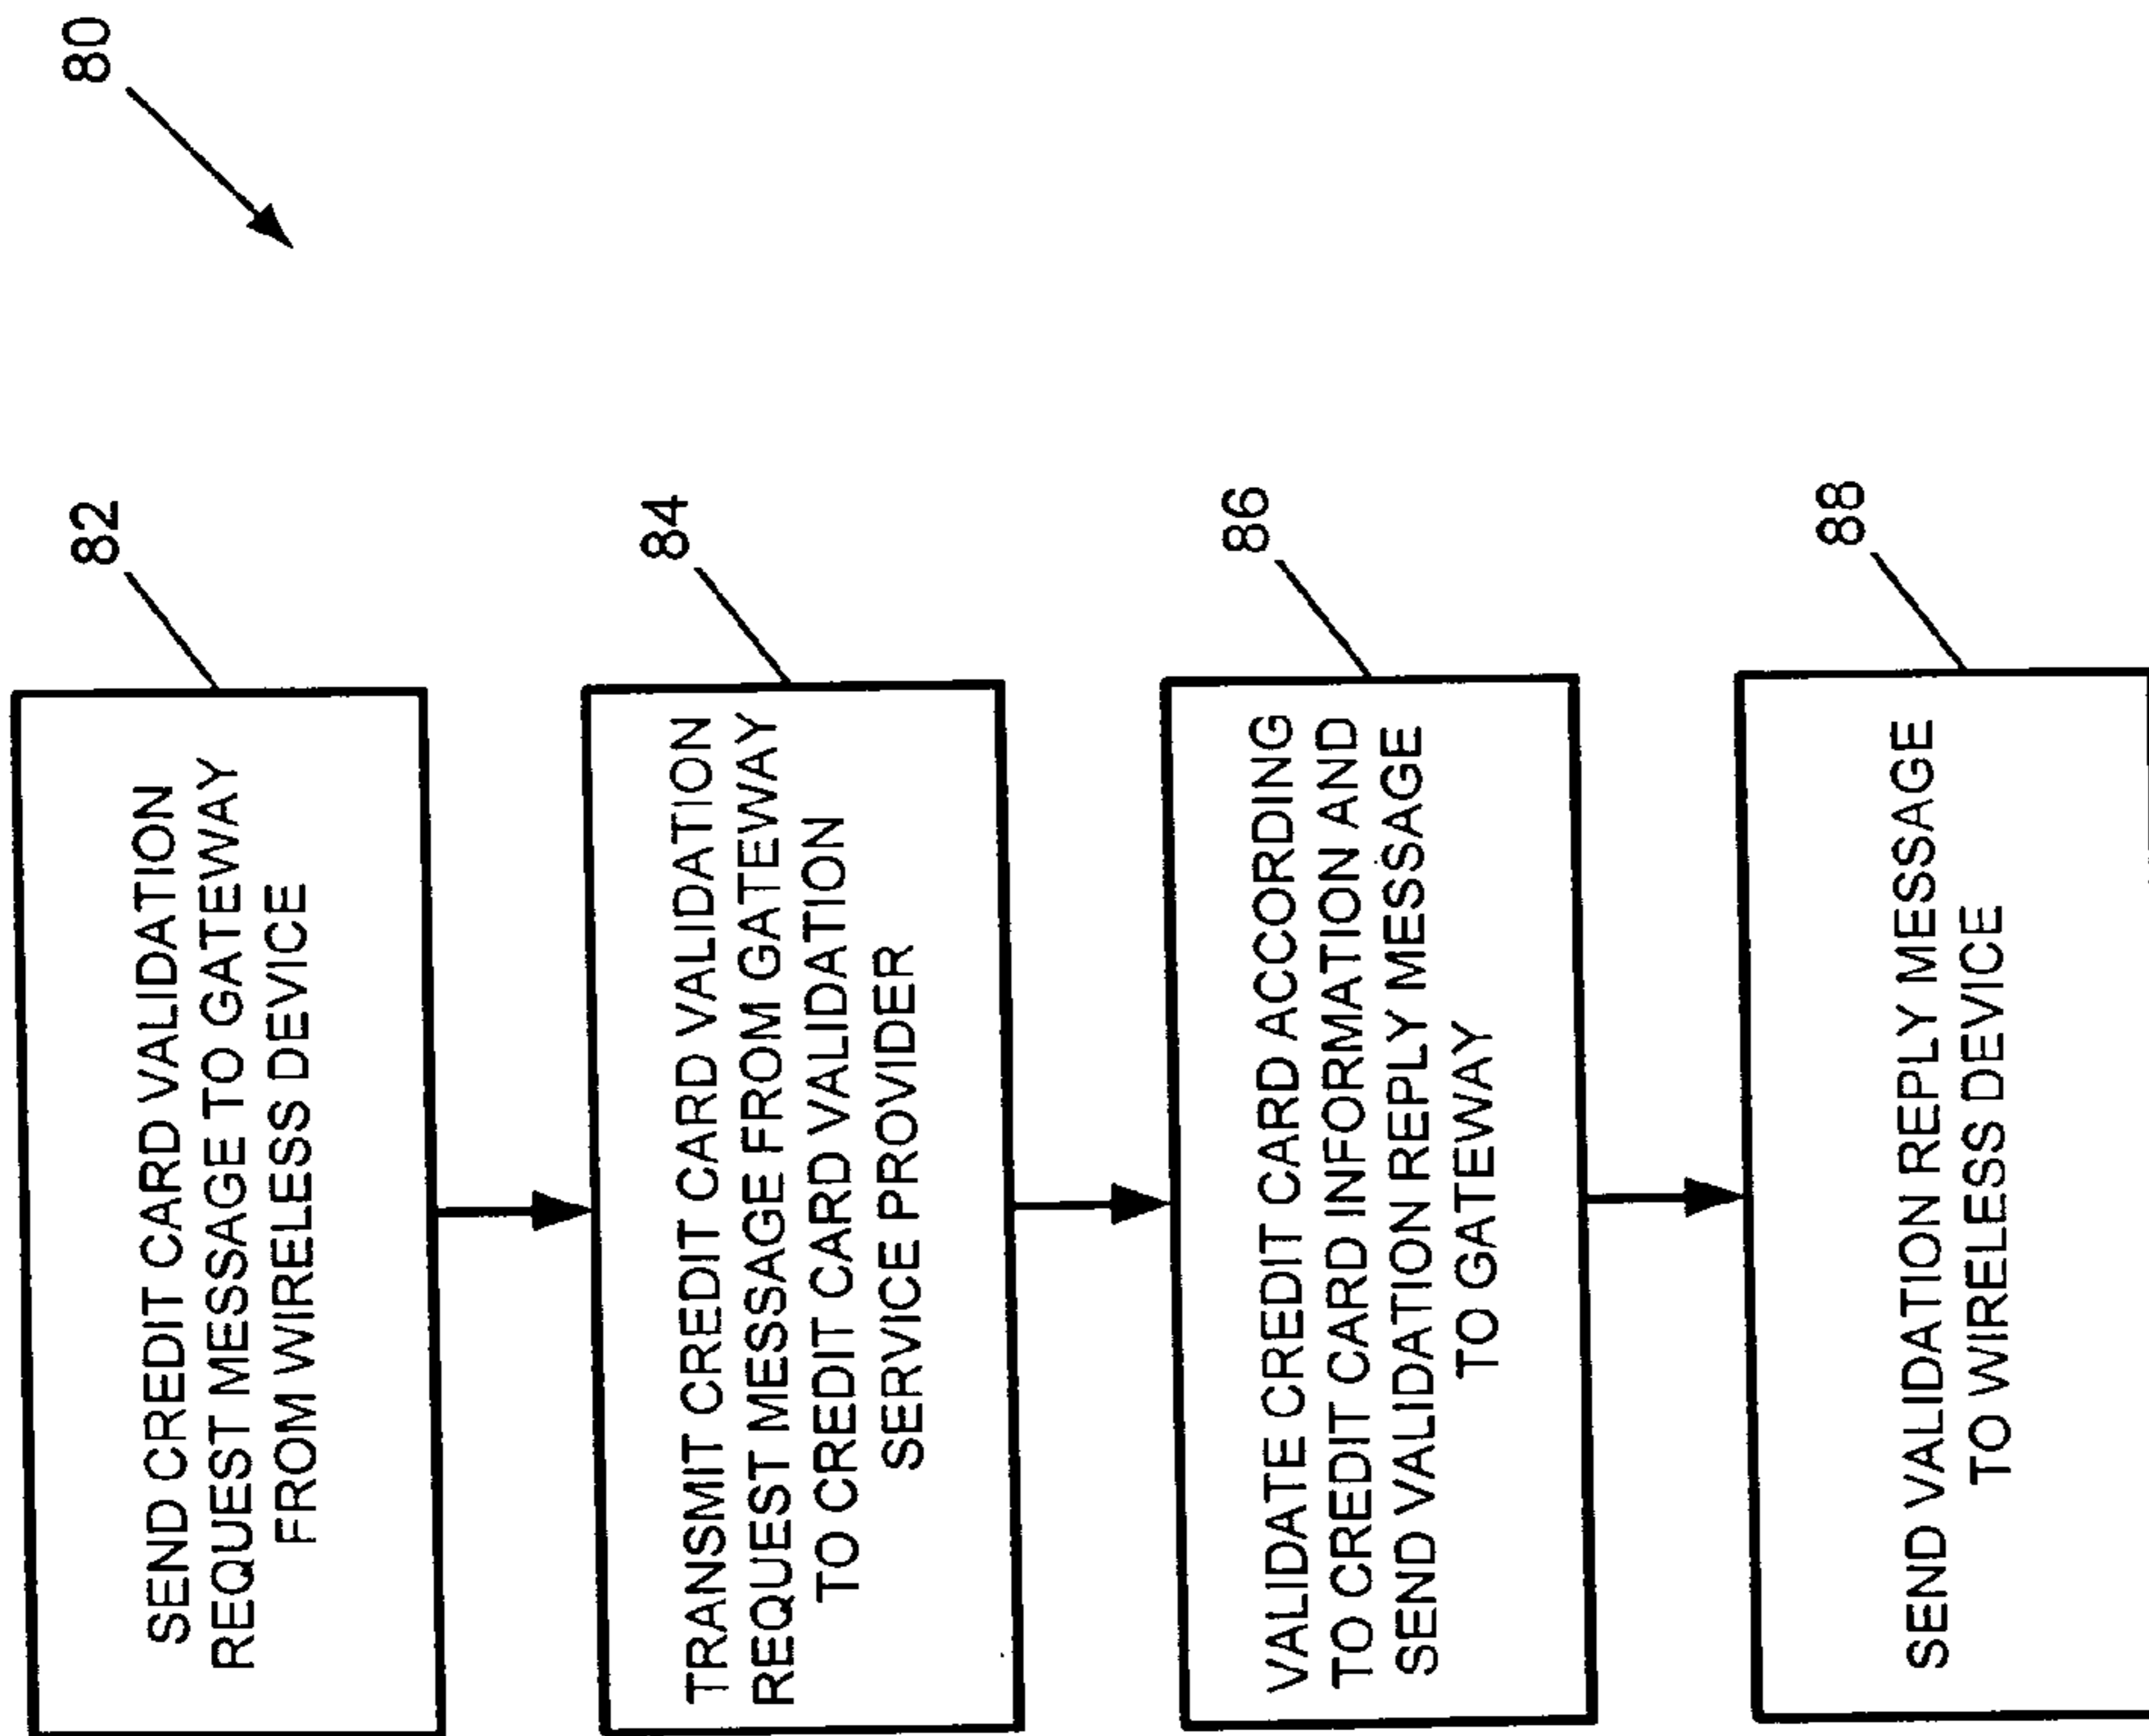 80
82
SEND CREDIT CARD VALIDATION
REQUEST MESSAGE TO GATEWAY
FROM WIRELESS DEVICE
84
TRANSMIT CREDIT CARD VALIDATION
REQUEST MESSAGE FROM GATEWAY
TO CREDIT CARD VALIDATION
SERVICE PROVIDER
86
VALIDATE CREDIT CARD ACCORDING
TO CREDIT CARD INFORMATION AND
SEND VALIDATION REPLY MESSAGE
TO GATEWAY
88
SEND VALIDATION REPLY MESSAGE
TO WIRELESS DEVICE